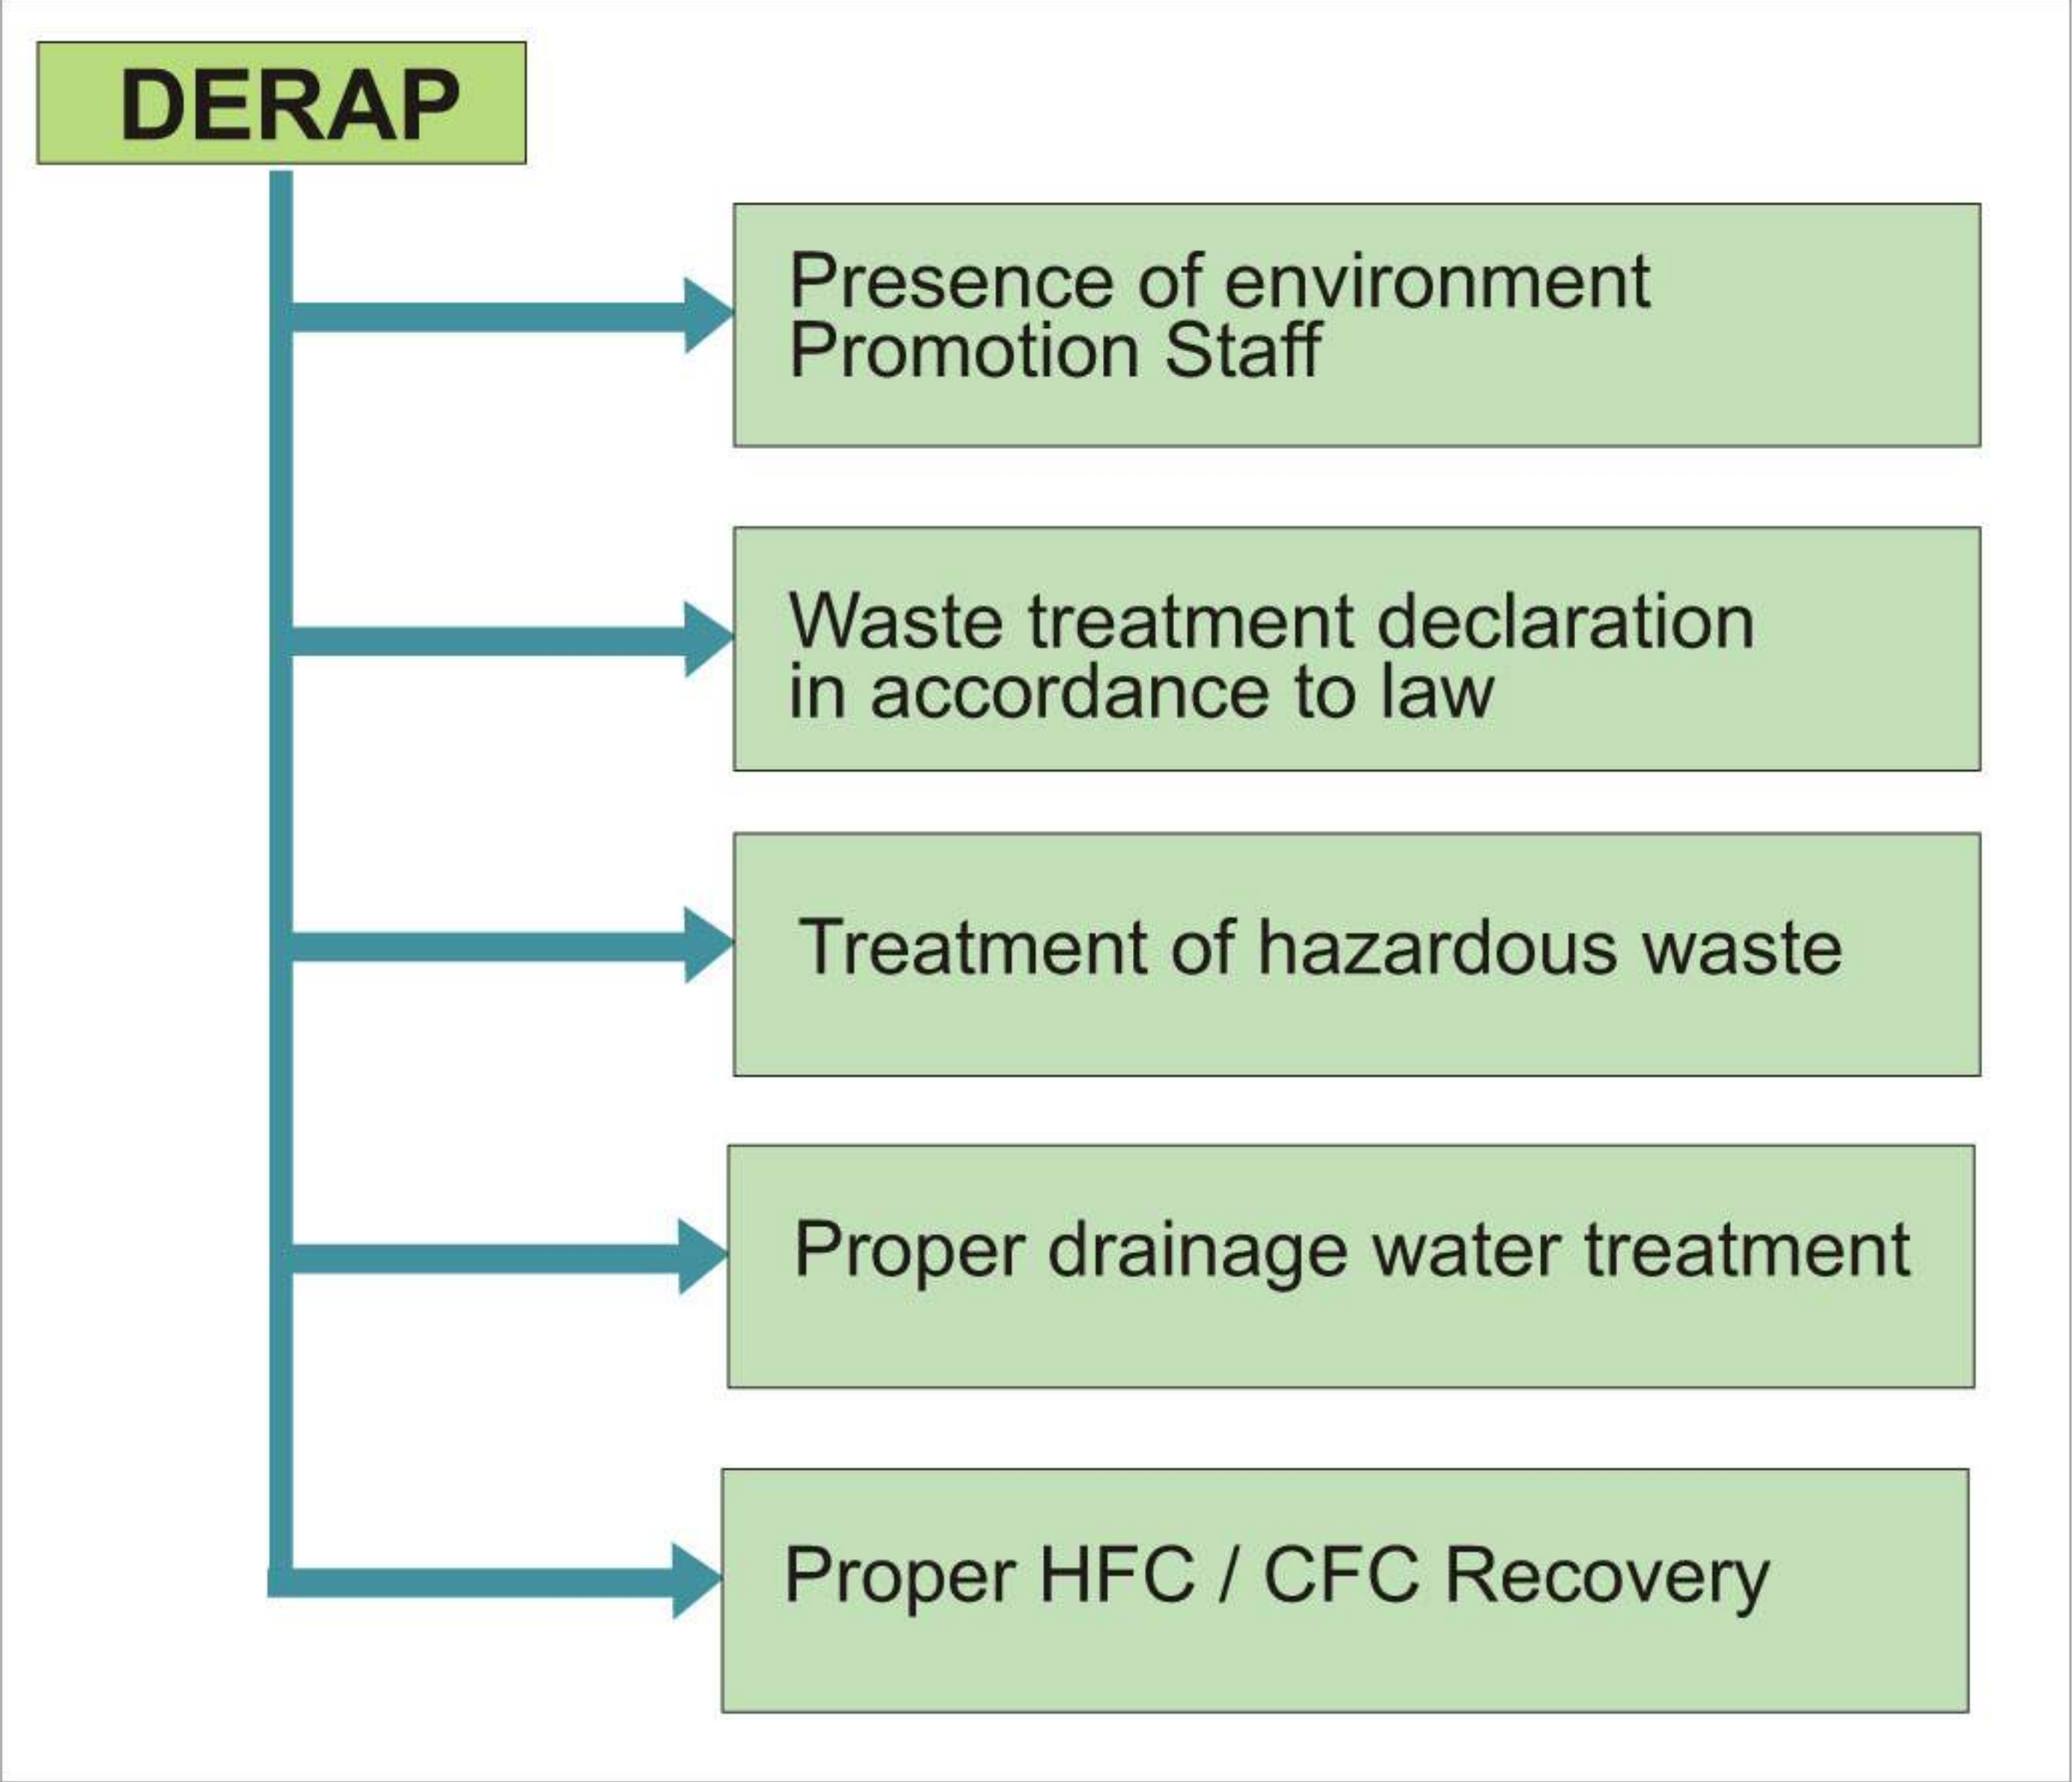 DERAP
Presence of environment
Promotion Staff
Waste treatment declaration
in accordance to law
Treatment of hazardous waste
Proper drainage water treatment
Proper HFC / CFC Recovery